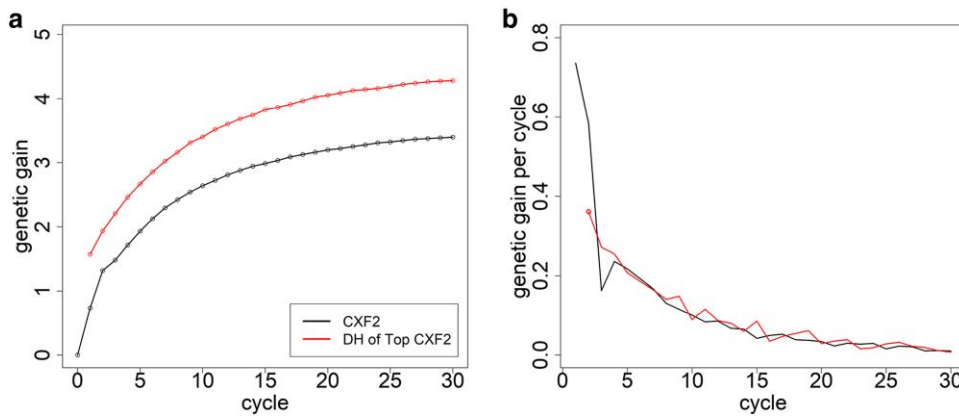 a
genetic gain
5
4
3
2
1
0
CXF2
DH of Top CXF2
0 5 10 15 20 25 30
cycle
b
genetic gain per cycle
0.8
0.6
0.4
0.2
0.0
0 5 10 15 20 25 30
cycle